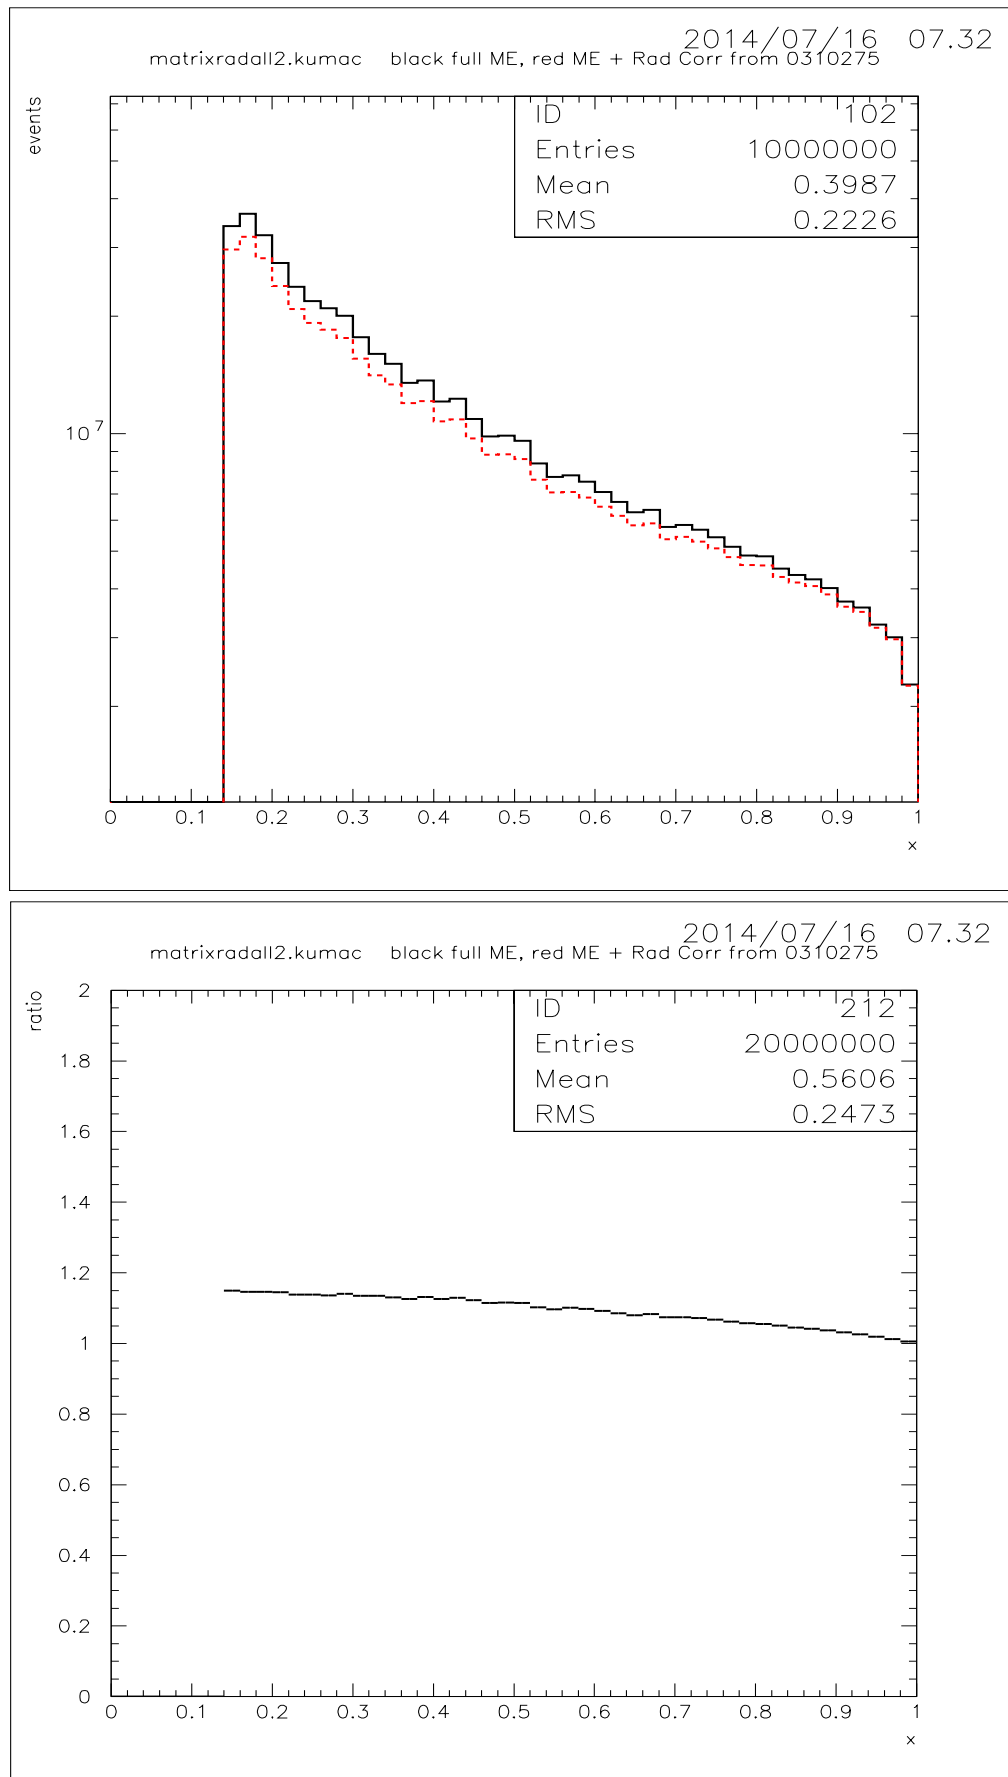 2014/07/16 07.32
matrixradall2.kumac black full ME, red ME + Rad Corr from 0310275
events
ID 102
Entries 10000000
Mean 0.3987
RMS 0.2226
10^7
0 0.1 0.2 0.3 0.4 0.5 0.6 0.7 0.8 0.9 1
x
2014/07/16 07.32
matrixradall2.kumac black full ME, red ME + Rad Corr from 0310275
ratio
ID 212
Entries 20000000
Mean 0.5606
RMS 0.2473
2
1.8
1.6
1.4
1.2
1
0.8
0.6
0.4
0.2
0
0 0.1 0.2 0.3 0.4 0.5 0.6 0.7 0.8 0.9 1
x